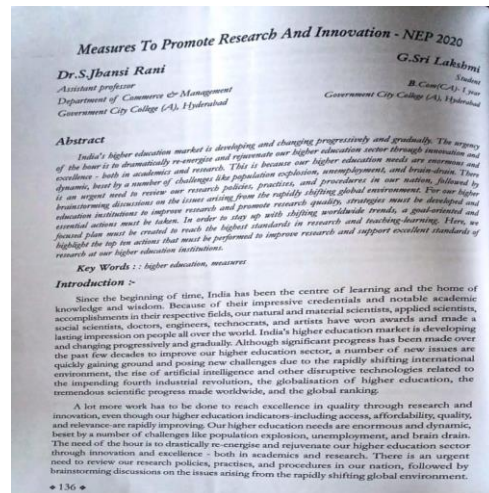 Measures To Promote Research And Innovation - NEP 2020
Dr.S.Jhansi Rani
Assistant professor
Department of Commerce & Management
Government City College (A), Hyderabad
G.Sri Lakshmi
Student
B.Com(CA)- I year
Government City College (A), Hyderabad
Abstract
India's higher education market is developing and changing progressively and gradually. The urgency
of the hour is to dramatically re-energise and rejuvenate our higher education sector through innovation and
excellence - both in academics and research. This is because our higher education needs are enormous and
dynamic, beset by a number of challenges like population explosion, unemployment, and brain-drain. There
is an urgent need to review our research policies, practises, and procedures in our nation, followed by
brainstorming discussions on the issues arising from the rapidly shifting global environment. For our higher
education institutions to improve research and promote research quality, strategies must be developed and
essential actions must be taken. In order to stay up with shifting worldwide trends, a goal-oriented and
focused plan must be created to reach the highest standards in research and teaching-learning. Here, we
highlight the top ten actions that must be performed to improve research and support excellent standards of
research at our higher education institutions.
Key Words : : higher education, measures
Introduction :-
Since the beginning of time, India has been the centre of learning and the home of
knowledge and wisdom. Because of their impressive credentials and notable academic
accomplishments in their respective fields, our natural and material scientists, applied scientists,
social scientists, doctors, engineers, technocrats, and artists have won awards and made a
lasting impression on people all over the world. India's higher education market is developing
and changing progressively and gradually. Although significant progress has been made over
the past few decades to improve our higher education sector, a number of new issues are
quickly gaining ground and posing new challenges due to the rapidly shifting international
environment, the rise of artificial intelligence and other disruptive technologies related to
the impending fourth industrial revolution, the globalisation of higher education, the
tremendous scientific progress made worldwide, and the global ranking.
A lot more work has to be done to reach excellence in quality through research and
innovation, even though our higher education indicators-including access, affordability, quality,
and relevance-are rapidly improving. Our higher education needs are enormous and dynamic,
beset by a number of challenges like population explosion, unemployment, and brain drain.
The need of the hour is to drastically re-energise and rejuvenate our higher education sector
through innovation and excellence - both in academics and research. There is an urgent
need to review our research policies, practises, and procedures in our nation, followed by
brainstorming discussions on the issues arising from the rapidly shifting global environment.
◆ 136 ◆